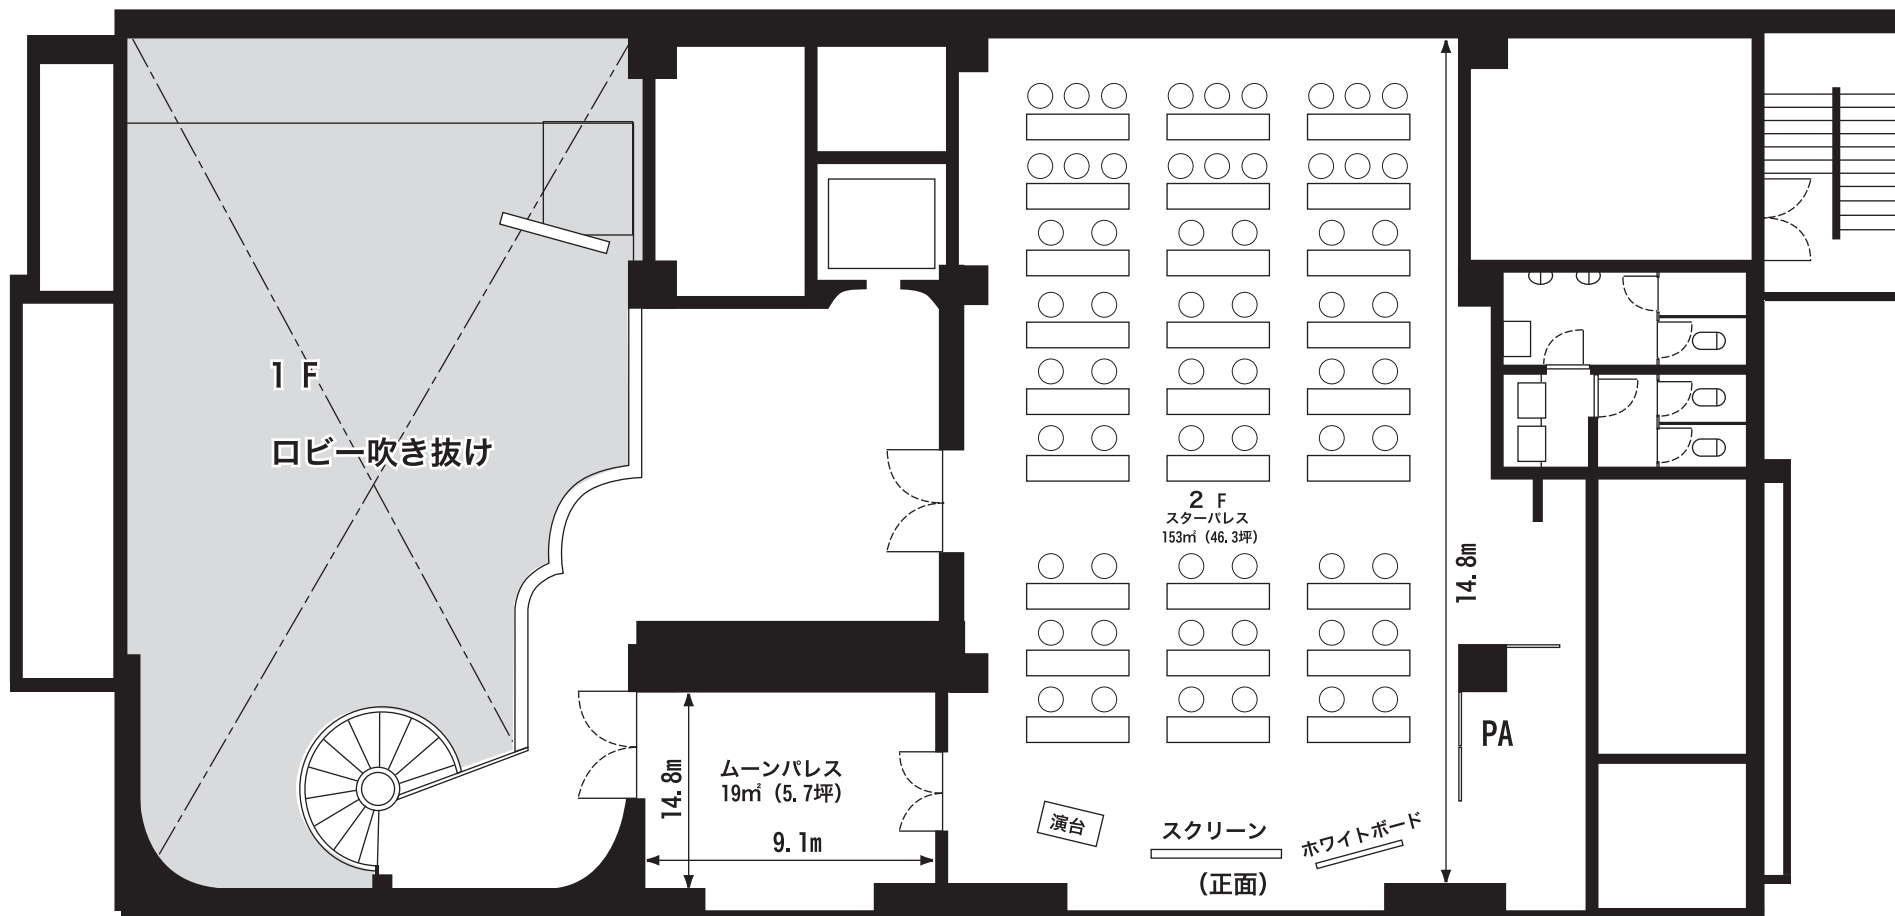 1 F
ロビー吹き抜け
2 F
スターパレス
153㎡（46.3坪）
14.8m
PA
ムーンパレス
19㎡（5.7坪）
14.8m
9.1m
演台
スクリーン
ホワイトボード
（正面）